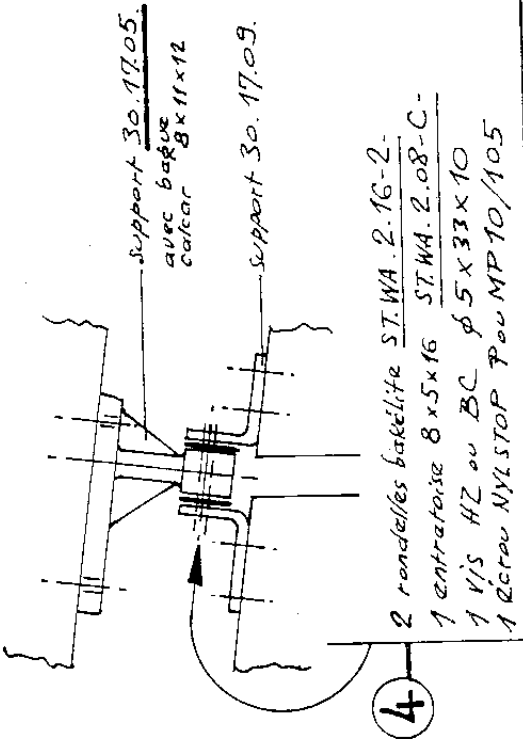 support 30.17.05.
avec bague
calcar 8x11x12
support 30.17.09.
4
2 rondelles bakélite ST.WA.2.16-2-
1 entretoise 8x5x16 ST.WA.2.08-C-
1 vis HZ ou BC ϕ5x33x10
1 écrou NYLSTOP P ou MP10/105